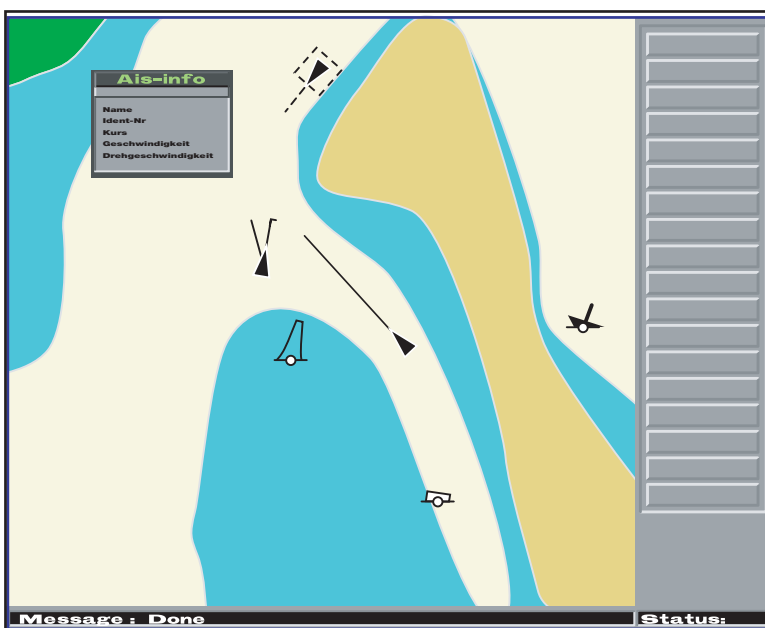 Ais-info
Name
Ident-Nr
Kurs
Geschwindigkeit
Drehgeschwindigkeit
Message: Done
Status: